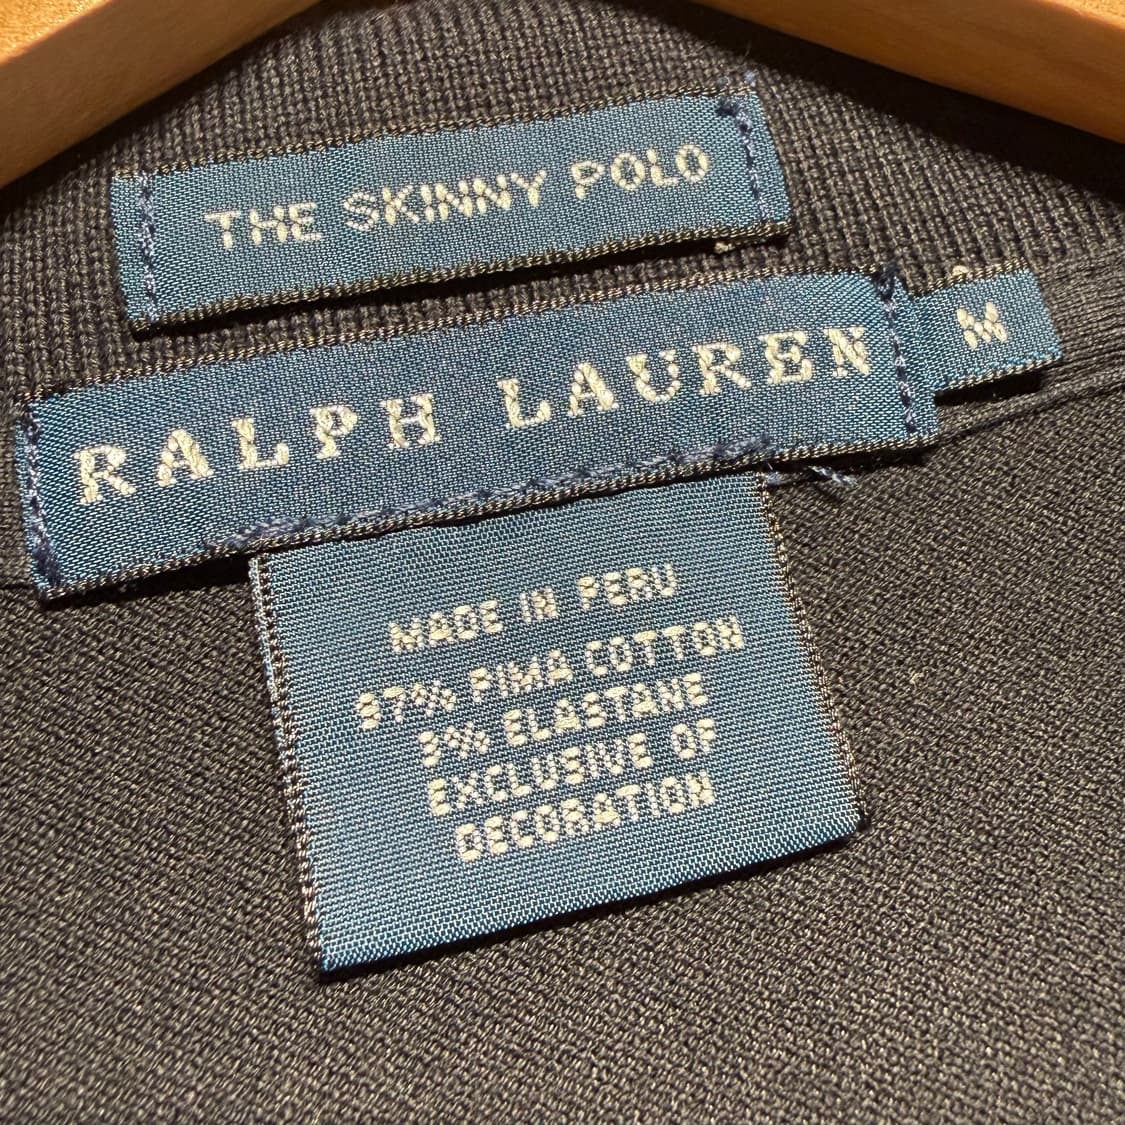 THE SKINNY POLO
RALPH LAUREN
M
MADE IN PERU
97% PIMA COTTON
3% ELASTANE
EXCLUSIVE OF
DECORATION